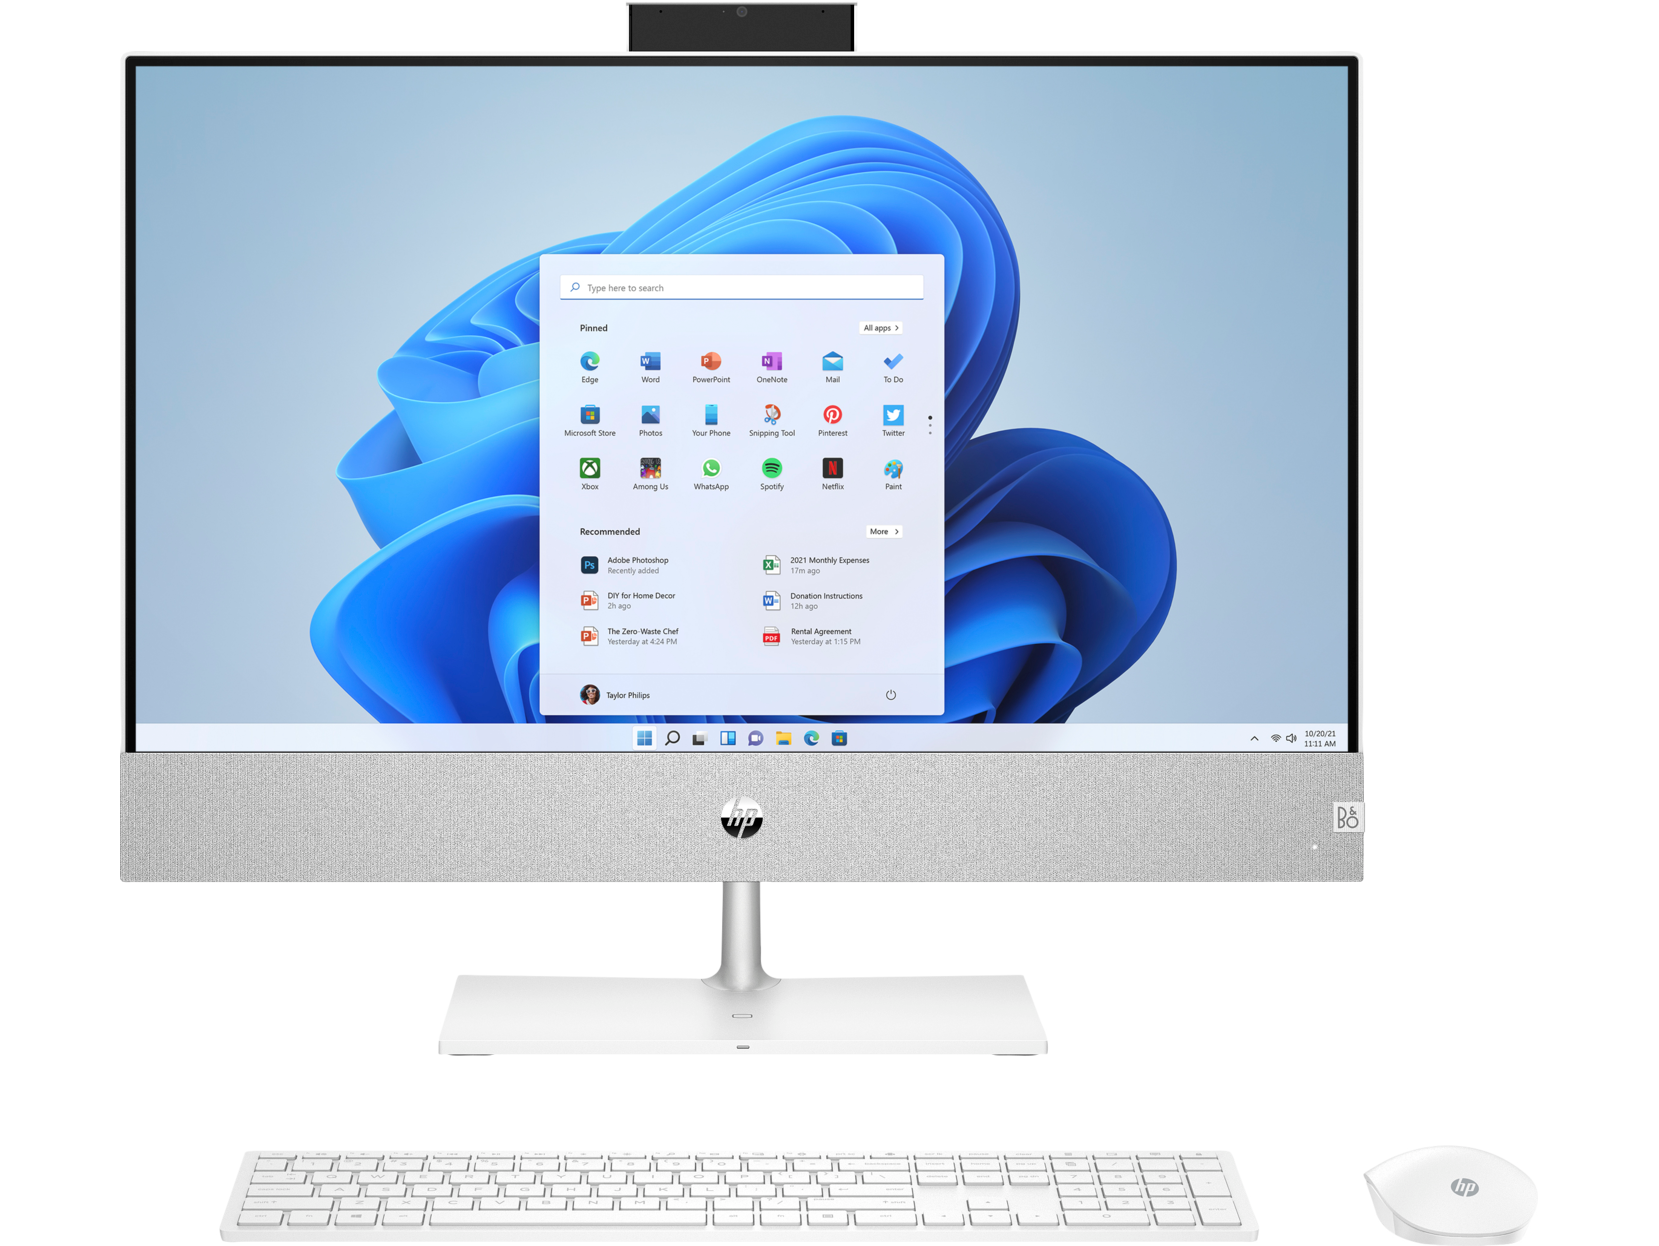 Type here to search
Pinned
All apps >
Edge
Word
PowerPoint
OneNote
Mail
To Do
Microsoft Store
Photos
Your Phone
Snipping Tool
Pinterest
Twitter
Xbox
Among Us
WhatsApp
Spotify
Netflix
Paint
Recommended
More >
Adobe Photoshop
Recently added
2021 Monthly Expenses
17m ago
DIY for Home Decor
2h ago
Donation Instructions
12h ago
The Zero-Waste Chef
Yesterday at 4:24 PM
Rental Agreement
Yesterday at 1:15 PM
Taylor Philips
10/20/21
11:11 AM
hp
B&O
hp